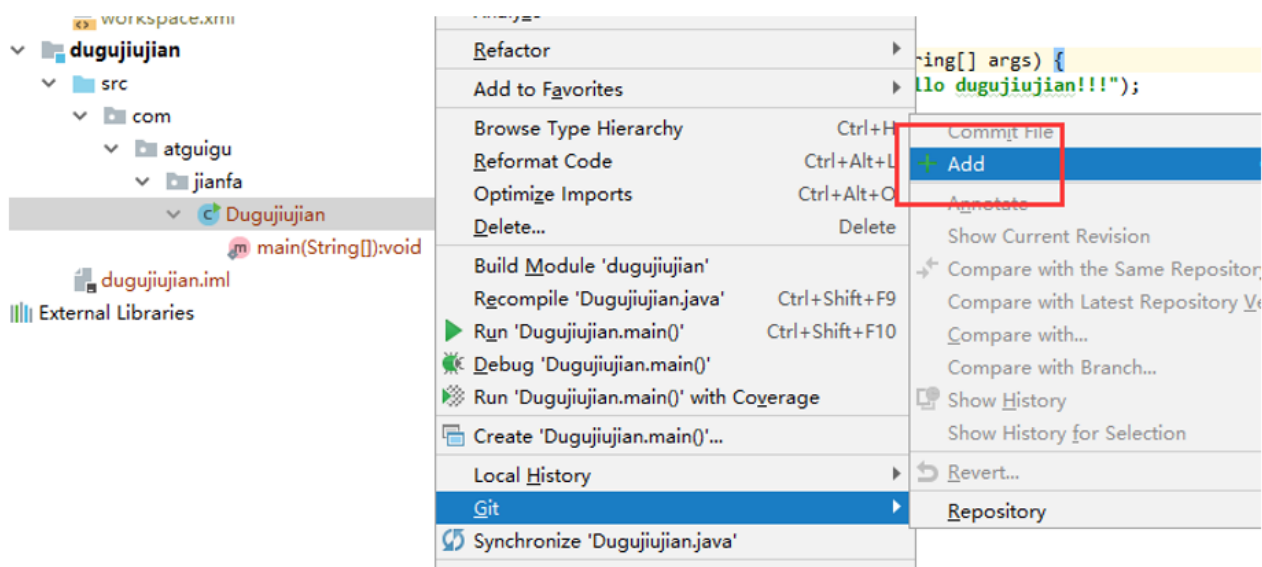 workspace.xml
dugujiujian
src
com
atguigu
jianfa
Dugujiujian
main(String[]):void
dugujiujian.iml
External Libraries
Refactor
Add to Favorites
Browse Type Hierarchy Ctrl+H
Reformat Code Ctrl+Alt+L
Optimize Imports Ctrl+Alt+O
Delete... Delete
Build Module 'dugujiujian'
Recompile 'Dugujiujian.java' Ctrl+Shift+F9
Run 'Dugujiujian.main()' Ctrl+Shift+F10
Debug 'Dugujiujian.main()'
Run 'Dugujiujian.main()' with Coverage
Create 'Dugujiujian.main()'...
Local History
Git
Synchronize 'Dugujiujian.java'
ring[] args) {
llo dugujiujian!!!");
Commit File
Add
Annotate
Show Current Revision
Compare with the Same Repository
Compare with Latest Repository Ve
Compare with...
Compare with Branch...
Show History
Show History for Selection
Revert...
Repository